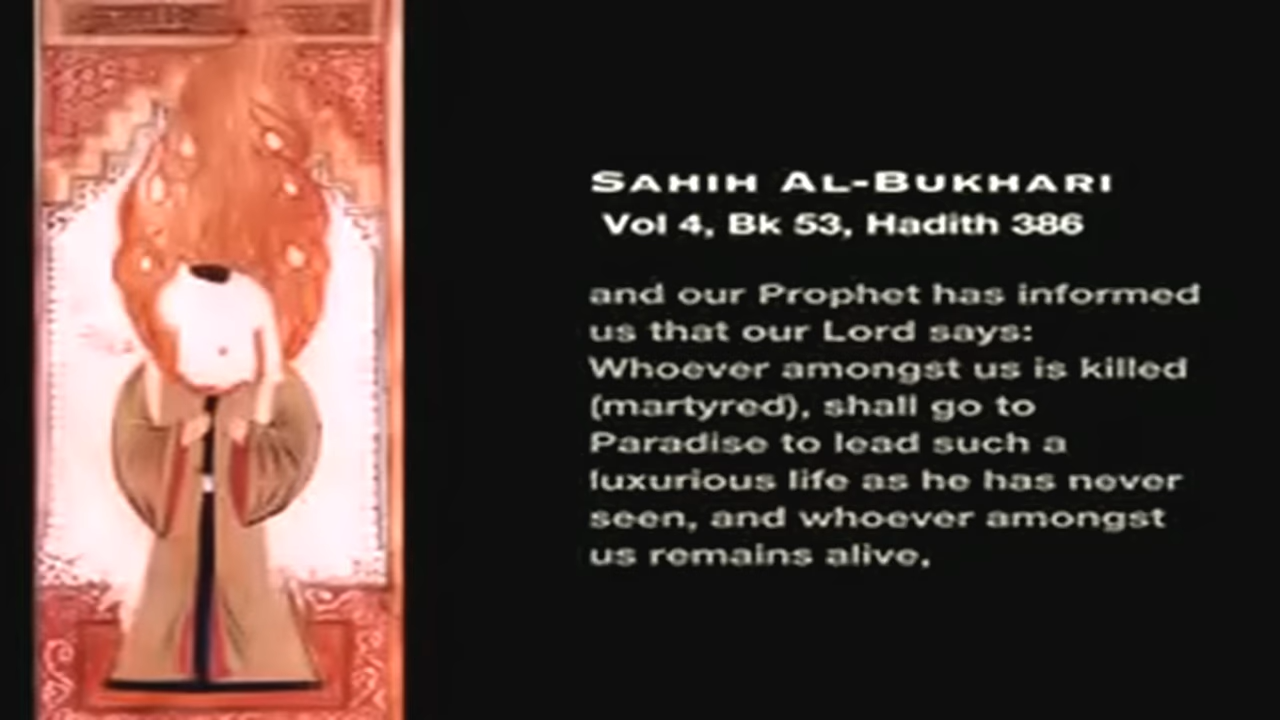 SAHIH AL-BUKHARI
Vol 4, Bk 53, Hadith 386
and our Prophet has informed
us that our Lord says:
Whoever amongst us is killed
(martyred), shall go to
Paradise to lead such a
luxurious life as he has never
seen, and whoever amongst
us remains alive,